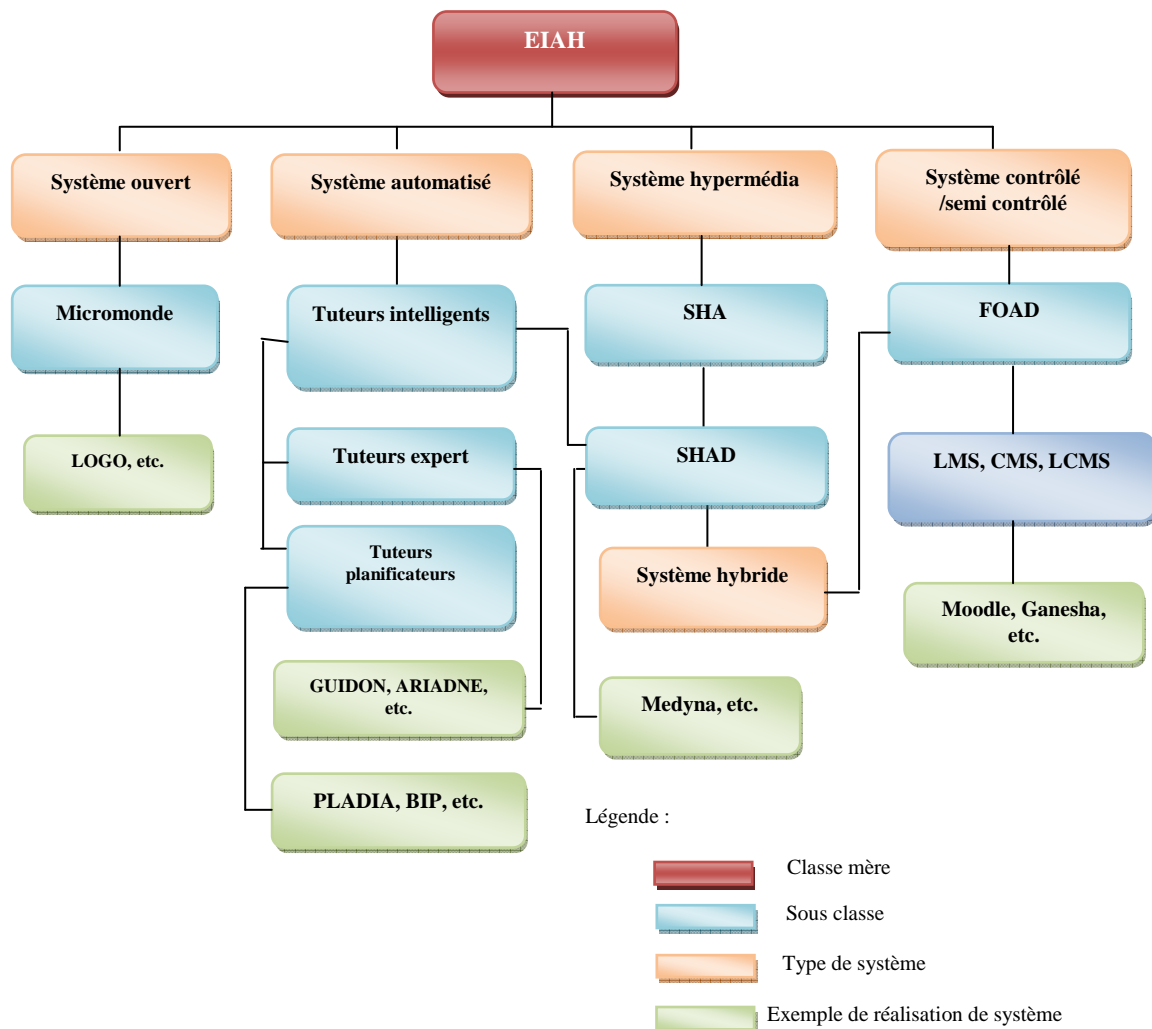 EIAH
Système ouvert
Système automatisé
Système hypermédia
Système contrôlé
/semi contrôlé
Micromonde
Tuteurs intelligents
SHA
FOAD
LOGO, etc.
Tuteurs expert
SHAD
LMS, CMS, LCMS
Tuteurs
planificateurs
Système hybride
Moodle, Ganesha,
etc.
GUIDON, ARIADNE,
etc.
Medyna, etc.
PLADIA, BIP, etc.
Légende :
Classe mère
Sous classe
Type de système
Exemple de réalisation de système